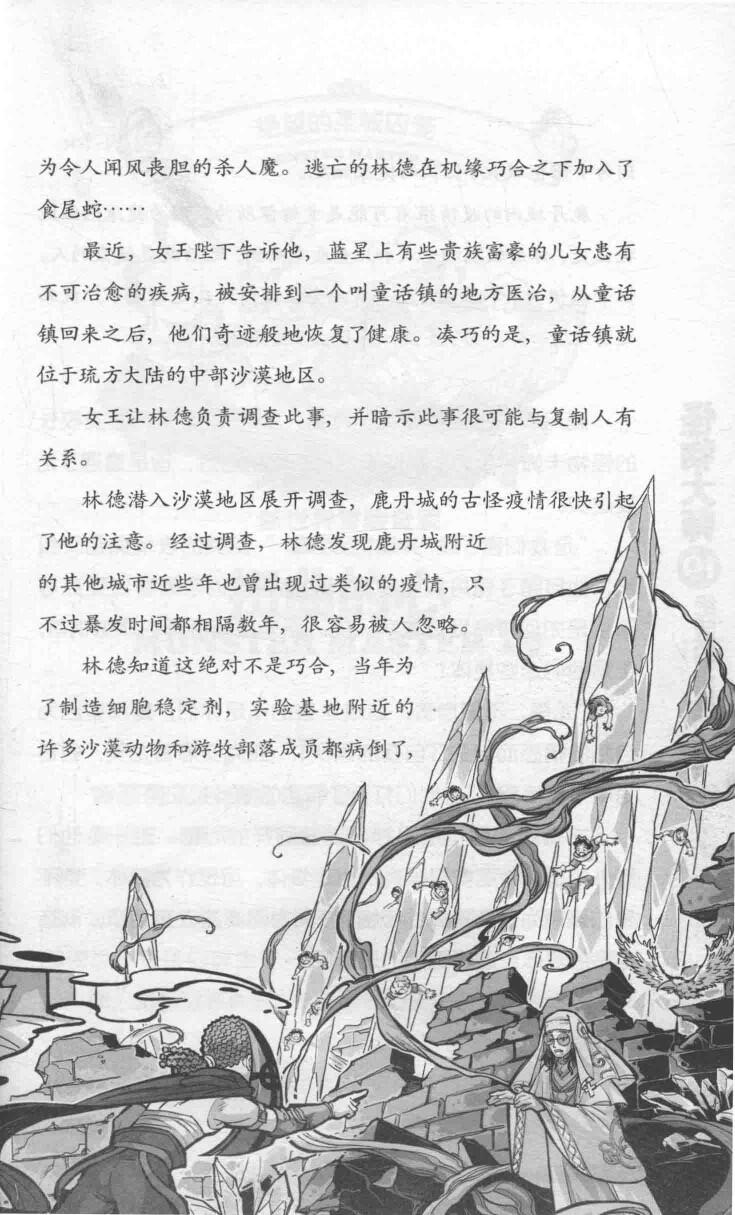 为令人闻风丧胆的杀人魔。逃亡的林德在机缘巧合之下加入了
食尾蛇……
最近，女王陛下告诉他，蓝星上有些贵族富豪的儿女患有
不可治愈的疾病，被安排到一个叫童话镇的地方医治，从童话
镇回来之后，他们奇迹般地恢复了健康。凑巧的是，童话镇就
位于琉方大陆的中部沙漠地区。
女王让林德负责调查此事，并暗示此事很可能与复制人有
关系。
林德潜入沙漠地区展开调查，鹿丹城的古怪疫情很快引起
了他的注意。经过调查，林德发现鹿丹城附近
的其他城市近些年也曾出现过类似的疫情，只
不过暴发时间都相隔数年，很容易被人忽略。
林德知道这绝对不是巧合，当年为
了制造细胞稳定剂，实验基地附近的
许多沙漠动物和游牧部落成员都病倒了，